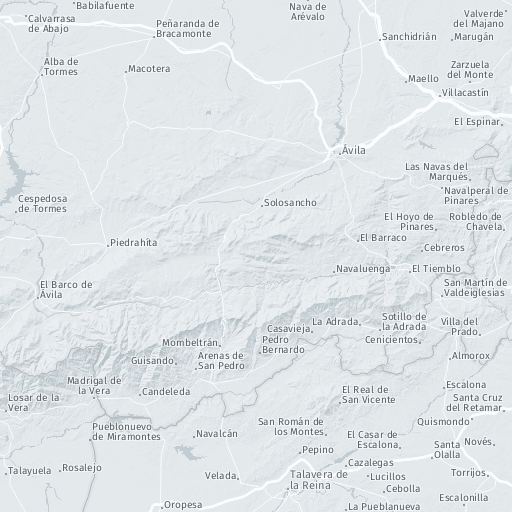 Babilafuente
Calvarrasa
de Abajo
Peñaranda de
Bracamonte
Nava de
Arévalo
Valverde
del Majano
Sanchidrián
Marugán
Alba de
Tormes
Macotera
Zarzuela
del Monte
Maello
Villacastín
El Espinar
Ávila
Las Navas del
Marqués
Navalperal de
Pinares
Cespedosa
de Tormes
Solosancho
El Hoyo de
Pinares
Robledo de
Chavela
Piedrahíta
El Barraco
Cebreros
Navaluenga
El Tiemblo
El Barco de
Ávila
San Martín de
Valdeiglesias
Casavieja
La Adrada
Sotillo de
la Adrada
Villa del
Prado
Mombeltrán
Pedro
Bernardo
Cenicientos
Guisando
Arenas de
San Pedro
Almorox
Madrigal de
la Vera
Candeleda
El Real de
San Vicente
Escalona
Losar de la
Vera
Santa Cruz
del Retamar
Pueblonuevo
de Miramontes
Navalcán
San Román de
los Montes
Quismondo
El Casar de
Escalona
Santa
Olalla
Novés
Pepino
Cazalegas
Talayuela
Rosalejo
Velada
Talavera de
la Reina
Lucillos
Cebolla
Torrijos
Escalonilla
Oropesa
La Pueblanueva